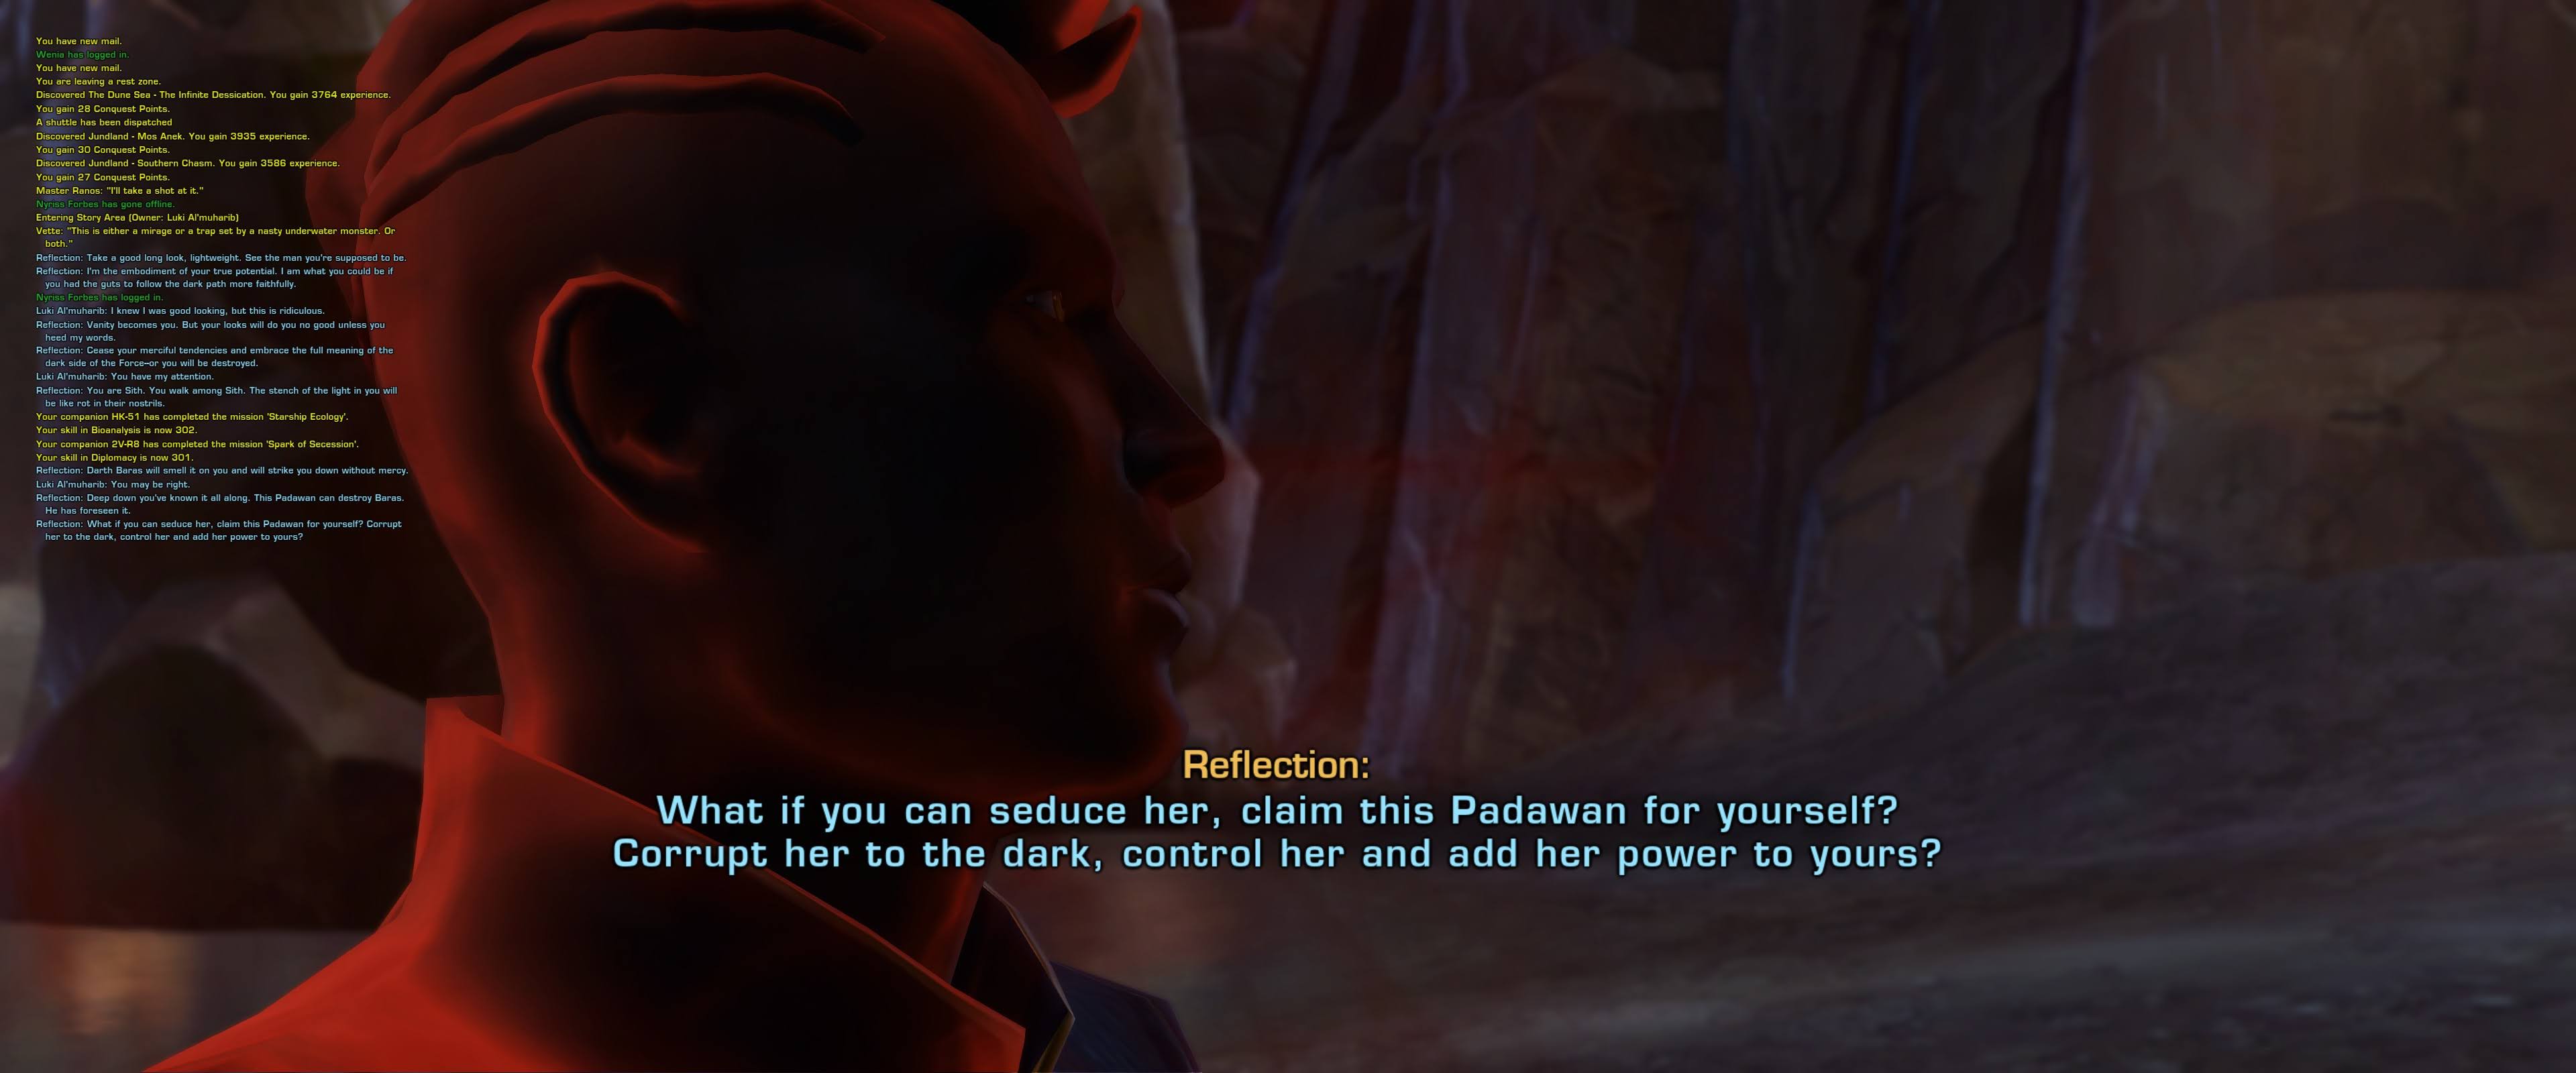 You have new mail.
Wenia has logged in.
You have new mail.
You are leaving a rest zone.
Discovered The Dune Sea - The Infinite Dessication. You gain 3764 experience.
You gain 28 Conquest Points.
A shuttle has been dispatched
Discovered Jundland - Mos Anek. You gain 3935 experience.
You gain 30 Conquest Points.
Discovered Jundland - Southern Chasm. You gain 3586 experience.
You gain 27 Conquest Points.
Master Ranos: "I'll take a shot at it."
Nyriss Forbes has gone offline.
Entering Story Area (Owner: Luki Al'muharib)
Vette: "This is either a mirage or a trap set by a nasty underwater monster. Or
both."
Reflection: Take a good long look, lightweight. See the man you're supposed to be.
Reflection: I'm the embodiment of your true potential. I am what you could be if
you had the guts to follow the dark path more faithfully.
Nyriss Forbes has logged in.
Luki Al'muharib: I knew I was good looking, but this is ridiculous.
Reflection: Vanity becomes you. But your looks will do you no good unless you
heed my words.
Reflection: Cease your merciful tendencies and embrace the full meaning of the
dark side of the Force—or you will be destroyed.
Luki Al'muharib: You have my attention.
Reflection: You are Sith. You walk among Sith. The stench of the light in you will
be like rot in their nostrils.
Your companion HK-51 has completed the mission 'Starship Ecology'.
Your skill in Bioanalysis is now 302.
Your companion 2V-R8 has completed the mission 'Spark of Secession'.
Your skill in Diplomacy is now 301.
Reflection: Darth Baras will smell it on you and will strike you down without mercy.
Luki Al'muharib: You may be right.
Reflection: Deep down you've known it all along. This Padawan can destroy Baras.
He has foreseen it.
Reflection: What if you can seduce her, claim this Padawan for yourself? Corrupt
her to the dark, control her and add her power to yours?
Reflection:
What if you can seduce her, claim this Padawan for yourself?
Corrupt her to the dark, control her and add her power to yours?